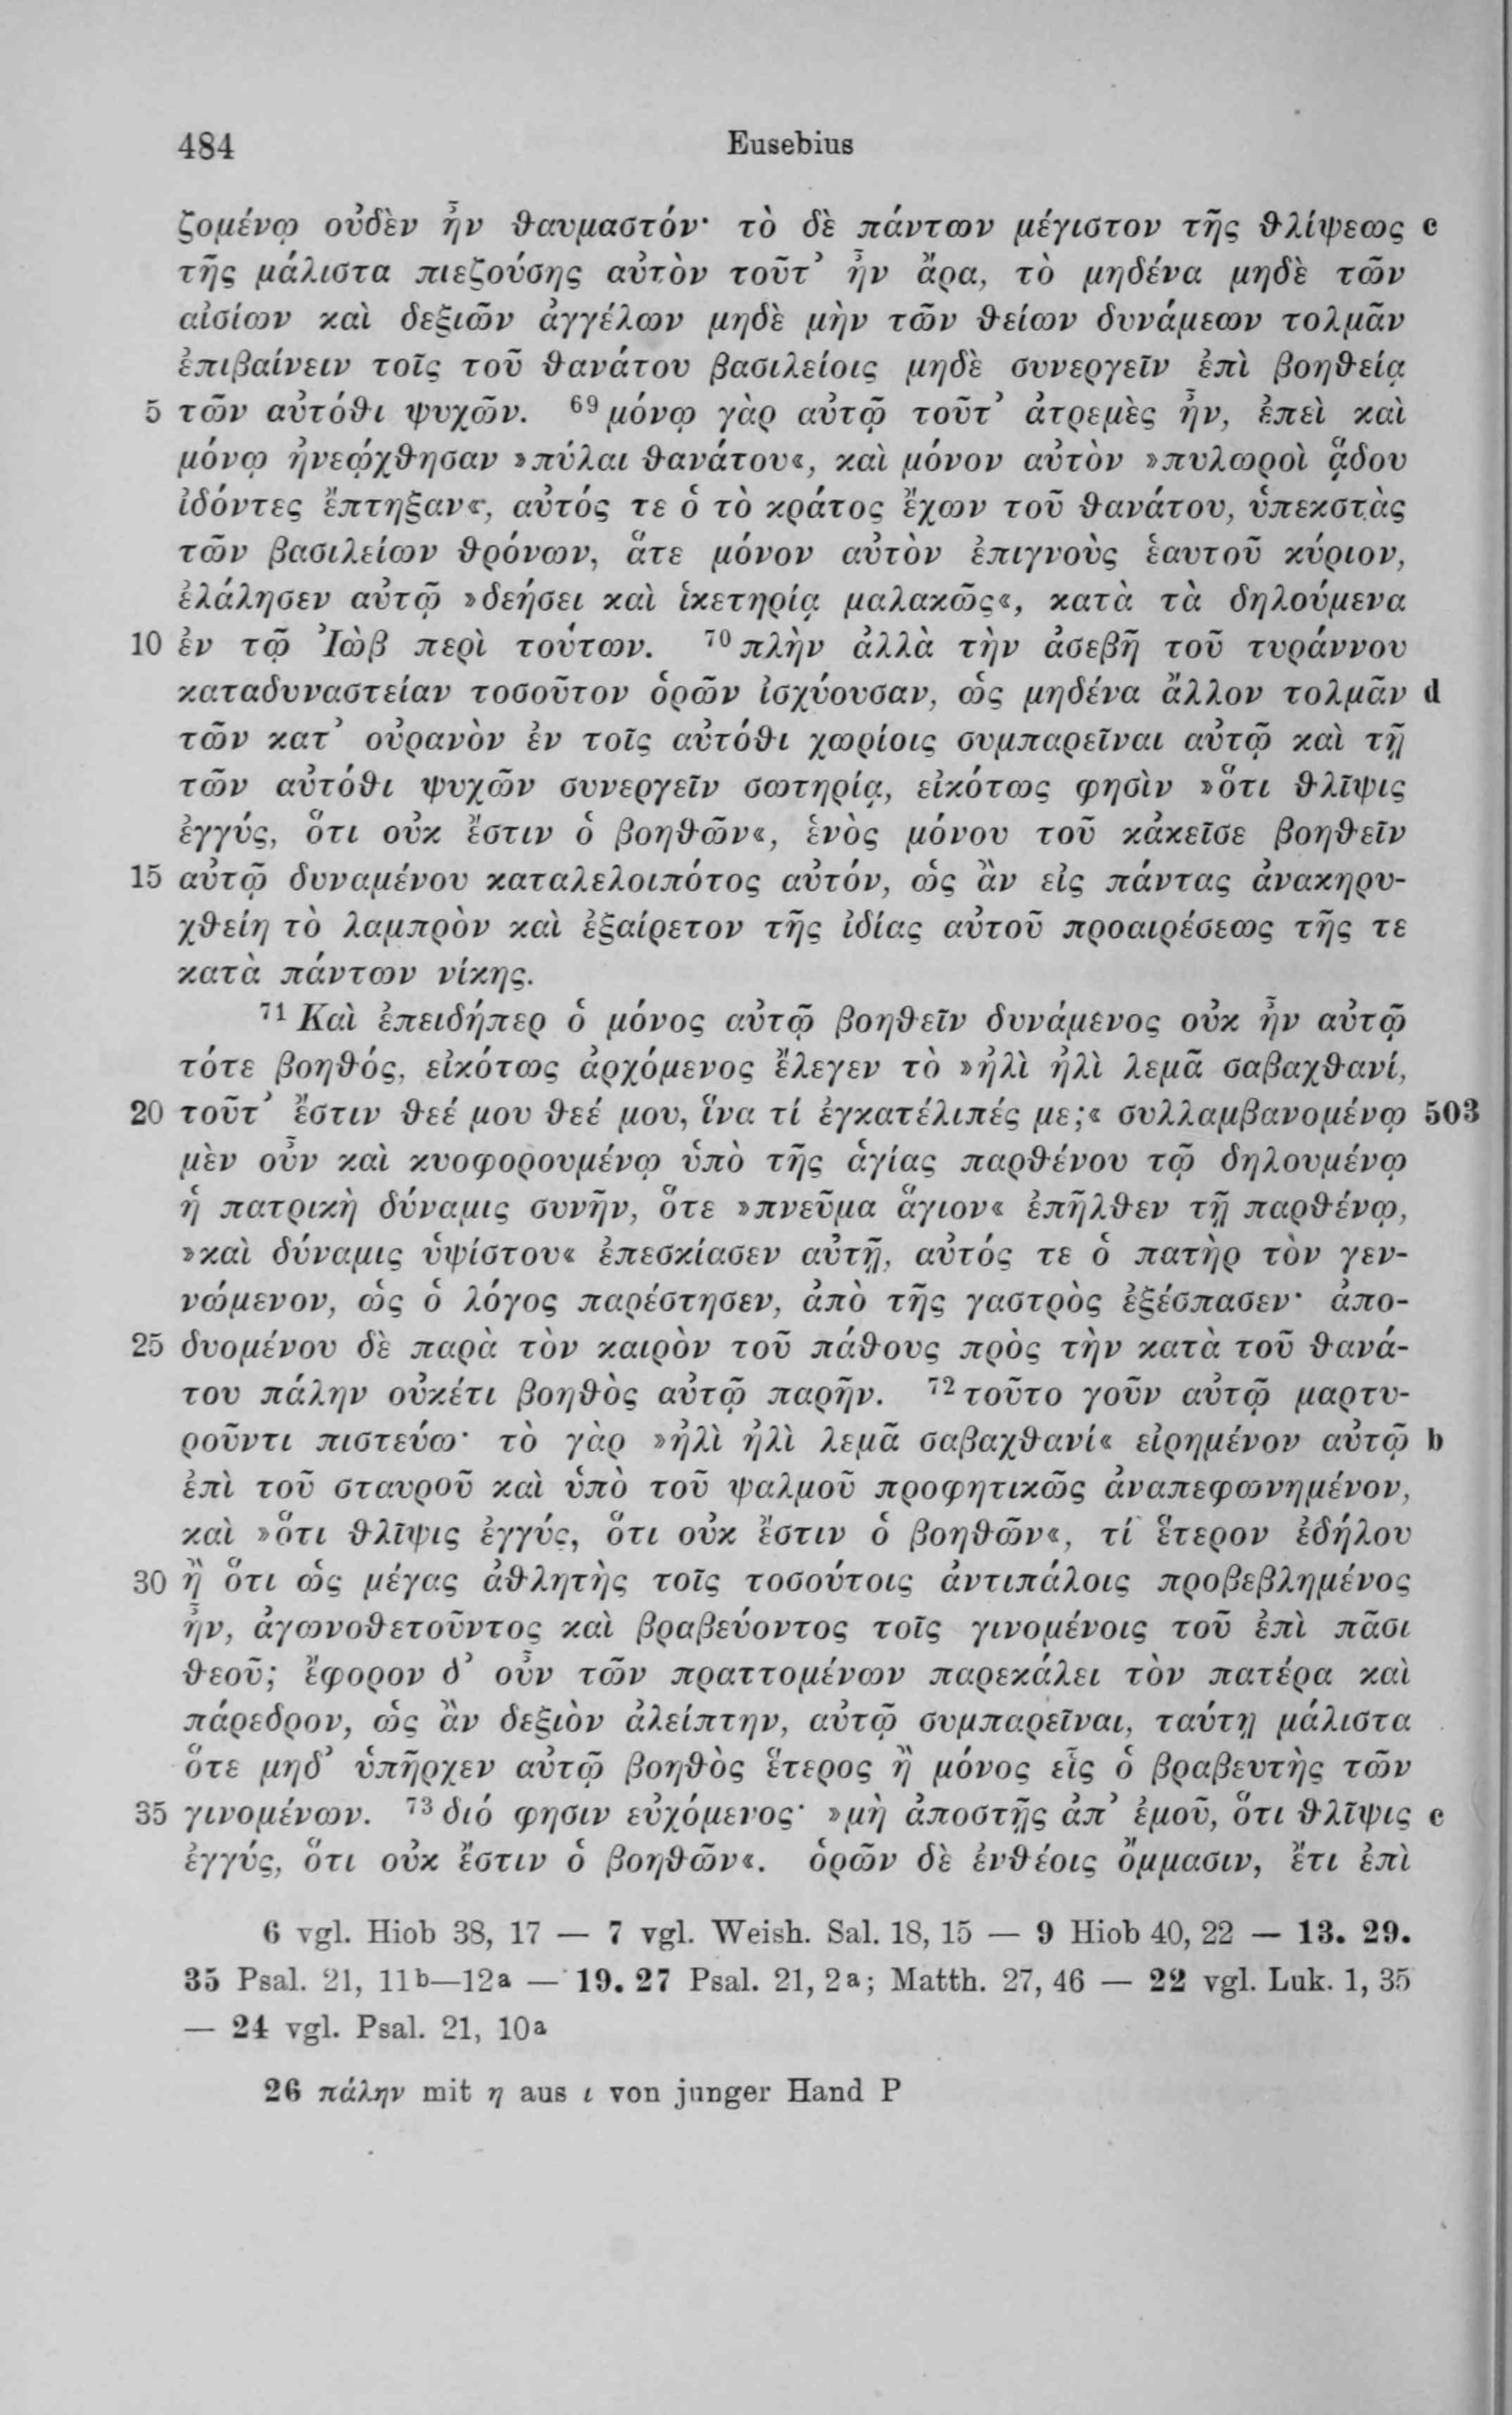 484 Eusebius
ζομένῳ οὐδὲν ἦν θαυμαστόν· τὸ δὲ πάντων μέγιστον τῆς θλίψεως c
τῆς μάλιστα πιεζούσης αὐτὸν τοῦτ’ ἦν ἄρα, τὸ μηδένα μηδὲ τῶν
αἰσίων καὶ δεξιῶν ἀγγέλων μηδὲ μὴν τῶν θείων δυνάμεων τολμᾶν
ἐπιβαίνειν τοῖς τοῦ θανάτου βασιλείοις μηδὲ συνεργεῖν ἐπὶ βοηθείᾳ
5 τῶν αὐτόθι ψυχῶν. ⁶⁹ μόνῳ γὰρ αὐτῷ τοῦτ’ ἀτρεμὲς ἦν, ἐπεὶ καὶ
μόνῳ ἠνεῴχθησαν »πύλαι θανάτου«, καὶ μόνον αὐτὸν »πυλωροὶ ᾅδου
ἰδόντες ἔπτηξαν«, αὐτός τε ὁ τὸ κράτος ἔχων τοῦ θανάτου, ὑπεκστὰς
τῶν βασιλείων θρόνων, ἅτε μόνον αὐτὸν ἐπιγνοὺς ἑαυτοῦ κύριον,
ἐλάλησεν αὐτῷ »δεήσει καὶ ἱκετηρίᾳ μαλακῶς«, κατὰ τὰ δηλούμενα
10 ἐν τῷ Ἰὼβ περὶ τούτων. ⁷⁰ πλὴν ἀλλὰ τὴν ἀσεβῆ τοῦ τυράννου
καταδυναστείαν τοσοῦτον ὁρῶν ἰσχύουσαν, ὡς μηδένα ἄλλον τολμᾶν d
τῶν κατ’ οὐρανὸν ἐν τοῖς αὐτόθι χωρίοις συμπαρεῖναι αὐτῷ καὶ τῇ
τῶν αὐτόθι ψυχῶν συνεργεῖν σωτηρίᾳ, εἰκότως φησὶν »ὅτι θλῖψις
ἐγγύς, ὅτι οὐκ ἔστιν ὁ βοηθῶν«, ἑνὸς μόνου τοῦ κἀκεῖσε βοηθεῖν
15 αὐτῷ δυναμένου καταλελοιπότος αὐτόν, ὡς ἂν εἰς πάντας ἀνακηρυ-
χθείη τὸ λαμπρὸν καὶ ἐξαίρετον τῆς ἰδίας αὐτοῦ προαιρέσεως τῆς τε
κατὰ πάντων νίκης.
⁷¹ Καὶ ἐπειδήπερ ὁ μόνος αὐτῷ βοηθεῖν δυνάμενος οὐκ ἦν αὐτῷ
τότε βοηθός, εἰκότως ἀρχόμενος ἔλεγεν τὸ »ἠλὶ ἠλὶ λεμᾶ σαβαχθανί,
20 τοῦτ’ ἔστιν θεέ μου θεέ μου, ἵνα τί ἐγκατέλιπές με;« συλλαμβανομένῳ 503
μὲν οὖν καὶ κυοφορουμένῳ ὑπὸ τῆς ἁγίας παρθένου τῷ δηλουμένῳ
ἡ πατρικὴ δύναμις συνῆν, ὅτε »πνεῦμα ἅγιον« ἐπῆλθεν τῇ παρθένῳ,
»καὶ δύναμις ὑψίστου« ἐπεσκίασεν αὐτῇ, αὐτός τε ὁ πατὴρ τὸν γεν-
νώμενον, ὡς ὁ λόγος παρέστησεν, ἀπὸ τῆς γαστρὸς ἐξέσπασεν· ἀπο-
25 δυομένου δὲ παρὰ τὸν καιρὸν τοῦ πάθους πρὸς τὴν κατὰ τοῦ θανά-
του πάλην οὐκέτι βοηθὸς αὐτῷ παρῆν. ⁷² τοῦτο γοῦν αὐτῷ μαρτυ-
ροῦντι πιστεύω· τὸ γὰρ »ἠλὶ ἠλὶ λεμᾶ σαβαχθανί« εἰρημένον αὐτῷ b
ἐπὶ τοῦ σταυροῦ καὶ ὑπὸ τοῦ ψαλμοῦ προφητικῶς ἀναπεφωνημένον,
καὶ »ὅτι θλῖψις ἐγγύς, ὅτι οὐκ ἔστιν ὁ βοηθῶν«, τί ἕτερον ἐδήλου
30 ἢ ὅτι ὡς μέγας ἀθλητὴς τοῖς τοσούτοις ἀντιπάλοις προβεβλημένος
ἦν, ἀγωνοθετοῦντος καὶ βραβεύοντος τοῖς γινομένοις τοῦ ἐπὶ πᾶσι
θεοῦ; ἔφορον δ’ οὖν τῶν πραττομένων παρεκάλει τὸν πατέρα καὶ
πάρεδρον, ὡς ἂν δεξιὸν ἀλείπτην, αὐτῷ συμπαρεῖναι, ταύτῃ μάλιστα
ὅτε μηδ’ ὑπῆρχεν αὐτῷ βοηθὸς ἕτερος ἢ μόνος εἷς ὁ βραβευτὴς τῶν
35 γινομένων. ⁷³ διό φησιν εὐχόμενος· »μὴ ἀποστῇς ἀπ’ ἐμοῦ, ὅτι θλῖψις c
ἐγγύς, ὅτι οὐκ ἔστιν ὁ βοηθῶν«. ὁρῶν δὲ ἐνθέοις ὄμμασιν, ἔτι ἐπὶ
6 vgl. Hiob 38, 17 — 7 vgl. Weish. Sal. 18, 15 — 9 Hiob 40, 22 — 13. 29.
35 Psal. 21, 11b—12a — 19. 27 Psal. 21, 2a; Matth. 27, 46 — 22 vgl. Luk. 1, 35
— 24 vgl. Psal. 21, 10a
26 πάλην mit η aus ι von junger Hand P